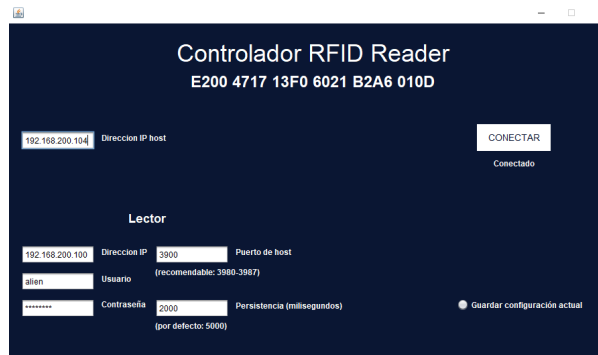 Controlador RFID Reader
E200 4717 13F0 6021 B2A6 010D
192.168.200.104 Direccion IP host
CONECTAR
Conectado
Lector
192.168.200.100 Direccion IP 3900 Puerto de host
(recomendable: 3980-3987)
alien Usuario
******** Contraseña 2000 Persistencia (milisegundos)
(por defecto: 5000)
Guardar configuración actual